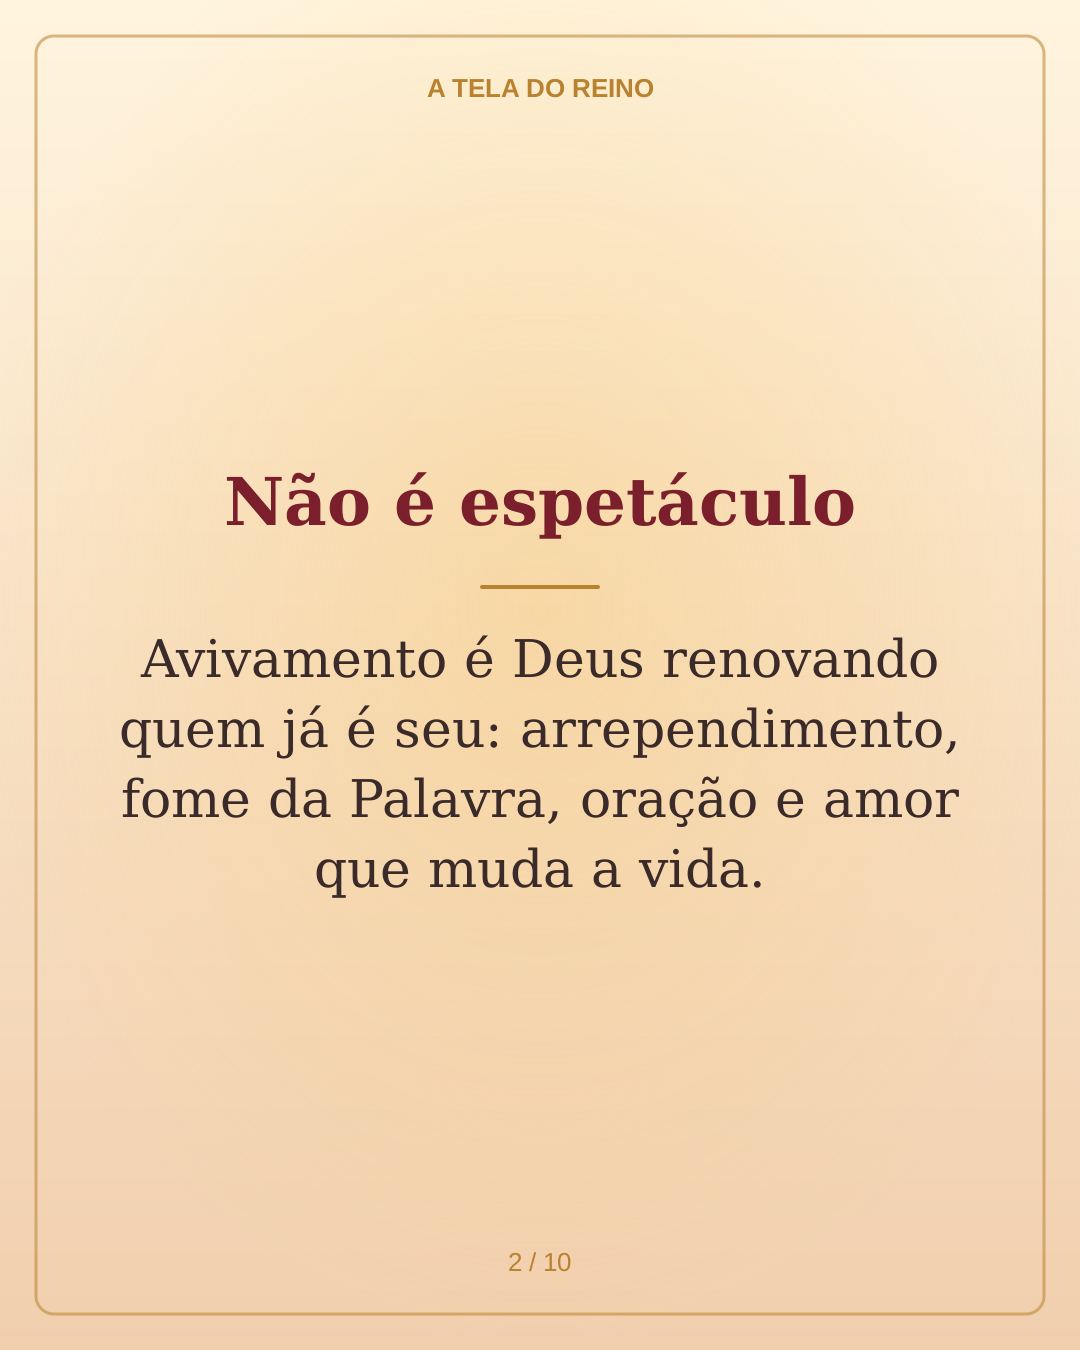 A TELA DO REINO
Não é espetáculo
Avivamento é Deus renovando
quem já é seu: arrependimento,
fome da Palavra, oração e amor
que muda a vida.
2 / 10